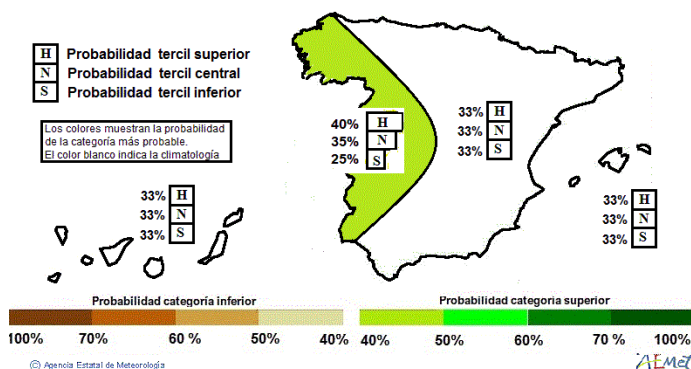 H Probabilidad tercil superior
N Probabilidad tercil central
S Probabilidad tercil inferior
Los colores muestran la probabilidad
de la categoría más probable.
El color blanco indica la climatología
40% H
35% N
25% S
33% H
33% N
33% S
33% H
33% N
33% S
33% H
33% N
33% S
Probabilidad categoría inferior
100% 70% 60 % 50% 40%
Probabilidad categoria superior
40% 50% 60% 70 % 100%
(C) Agencia Estatal de Meteorología
AEMet